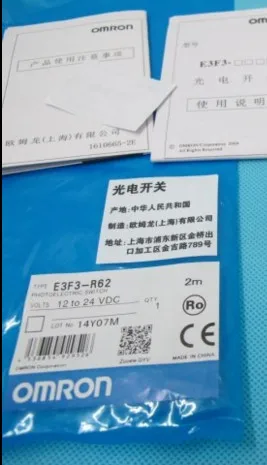 omron
产品使用注意事项
欧姆龙(上海)有限公司
1610665-2E
omron
型号
E3F3-□□
光电开
使用说明
光电开关
产地:中华人民共和国
制造:欧姆龙(上海)有限公司
地址:上海市浦东新区金桥出
口加工区金吉路789号
TYPE E3F3-R62 2m
PHOTOELECTRIC SWITCH
VOLTS 12 to 24 VDC QTY 1
LOT No 14Y07M
MADE IN CHINA
OMRON Corporation
omron